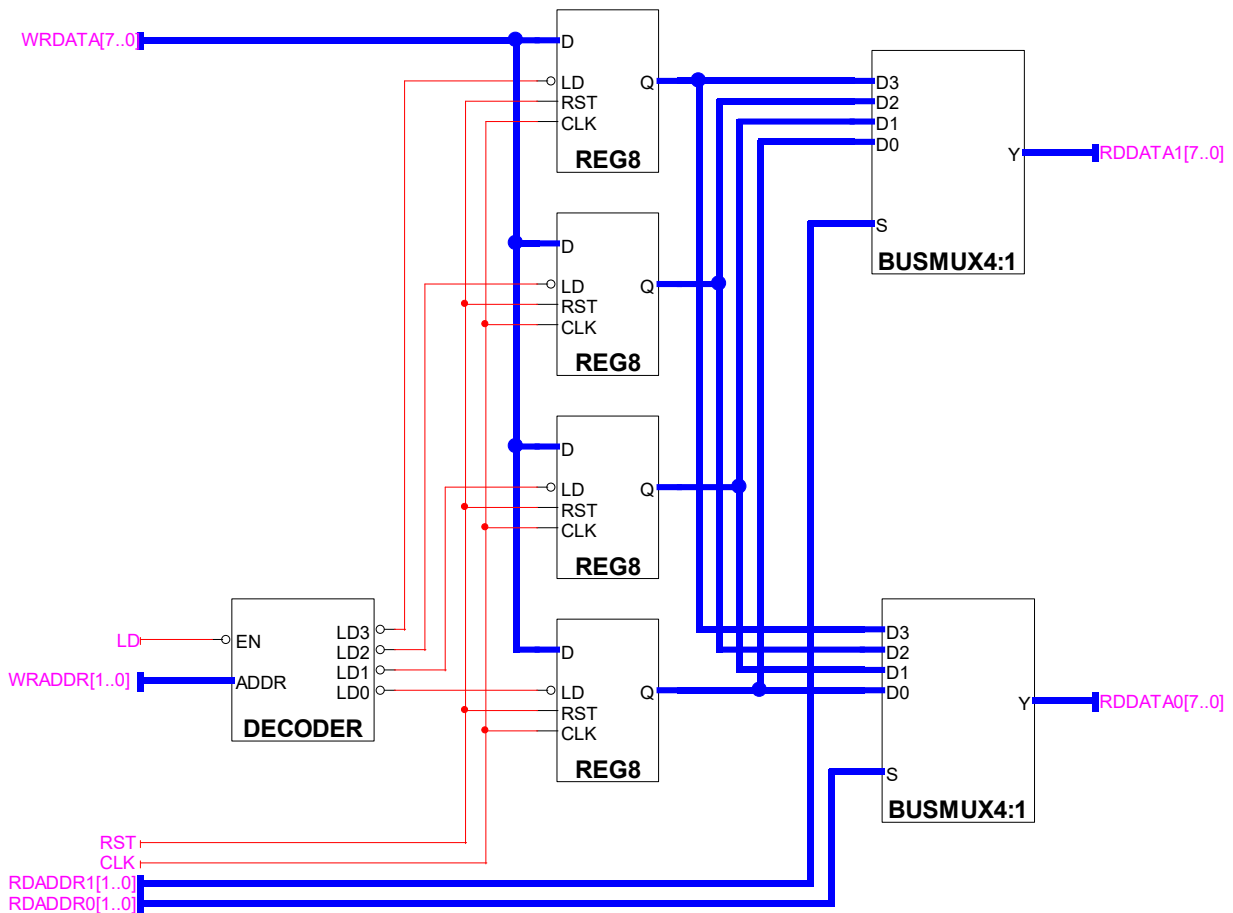 WRDATA[7..0]
D
LD
RST
CLK
Q
REG8
D3
D2
D1
D0
S
Y
BUSMUX4:1
RDDATA1[7..0]
D
LD
RST
CLK
Q
REG8
D
LD
RST
CLK
Q
REG8
LD
WRADDR[1..0]
EN
ADDR
LD3
LD2
LD1
LD0
DECODER
D
LD
RST
CLK
Q
REG8
D3
D2
D1
D0
S
Y
BUSMUX4:1
RDDATA0[7..0]
RST
CLK
RDADDR1[1..0]
RDADDR0[1..0]